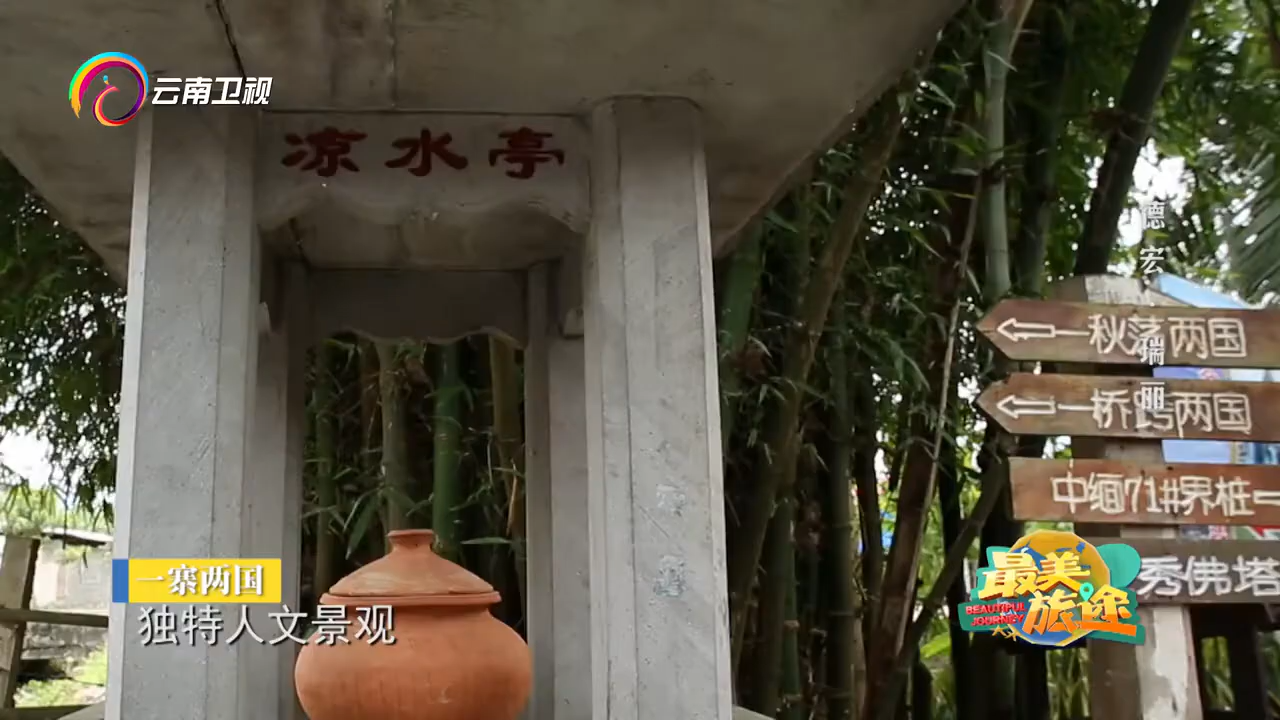 云南卫视
凉水亭
德宏
瑞丽
秋荡两国
一桥跨两国
中缅71#界桩
秀佛塔
一寨两国
独特人文景观
最美旅途
BEAUTIFUL
JOURNEY